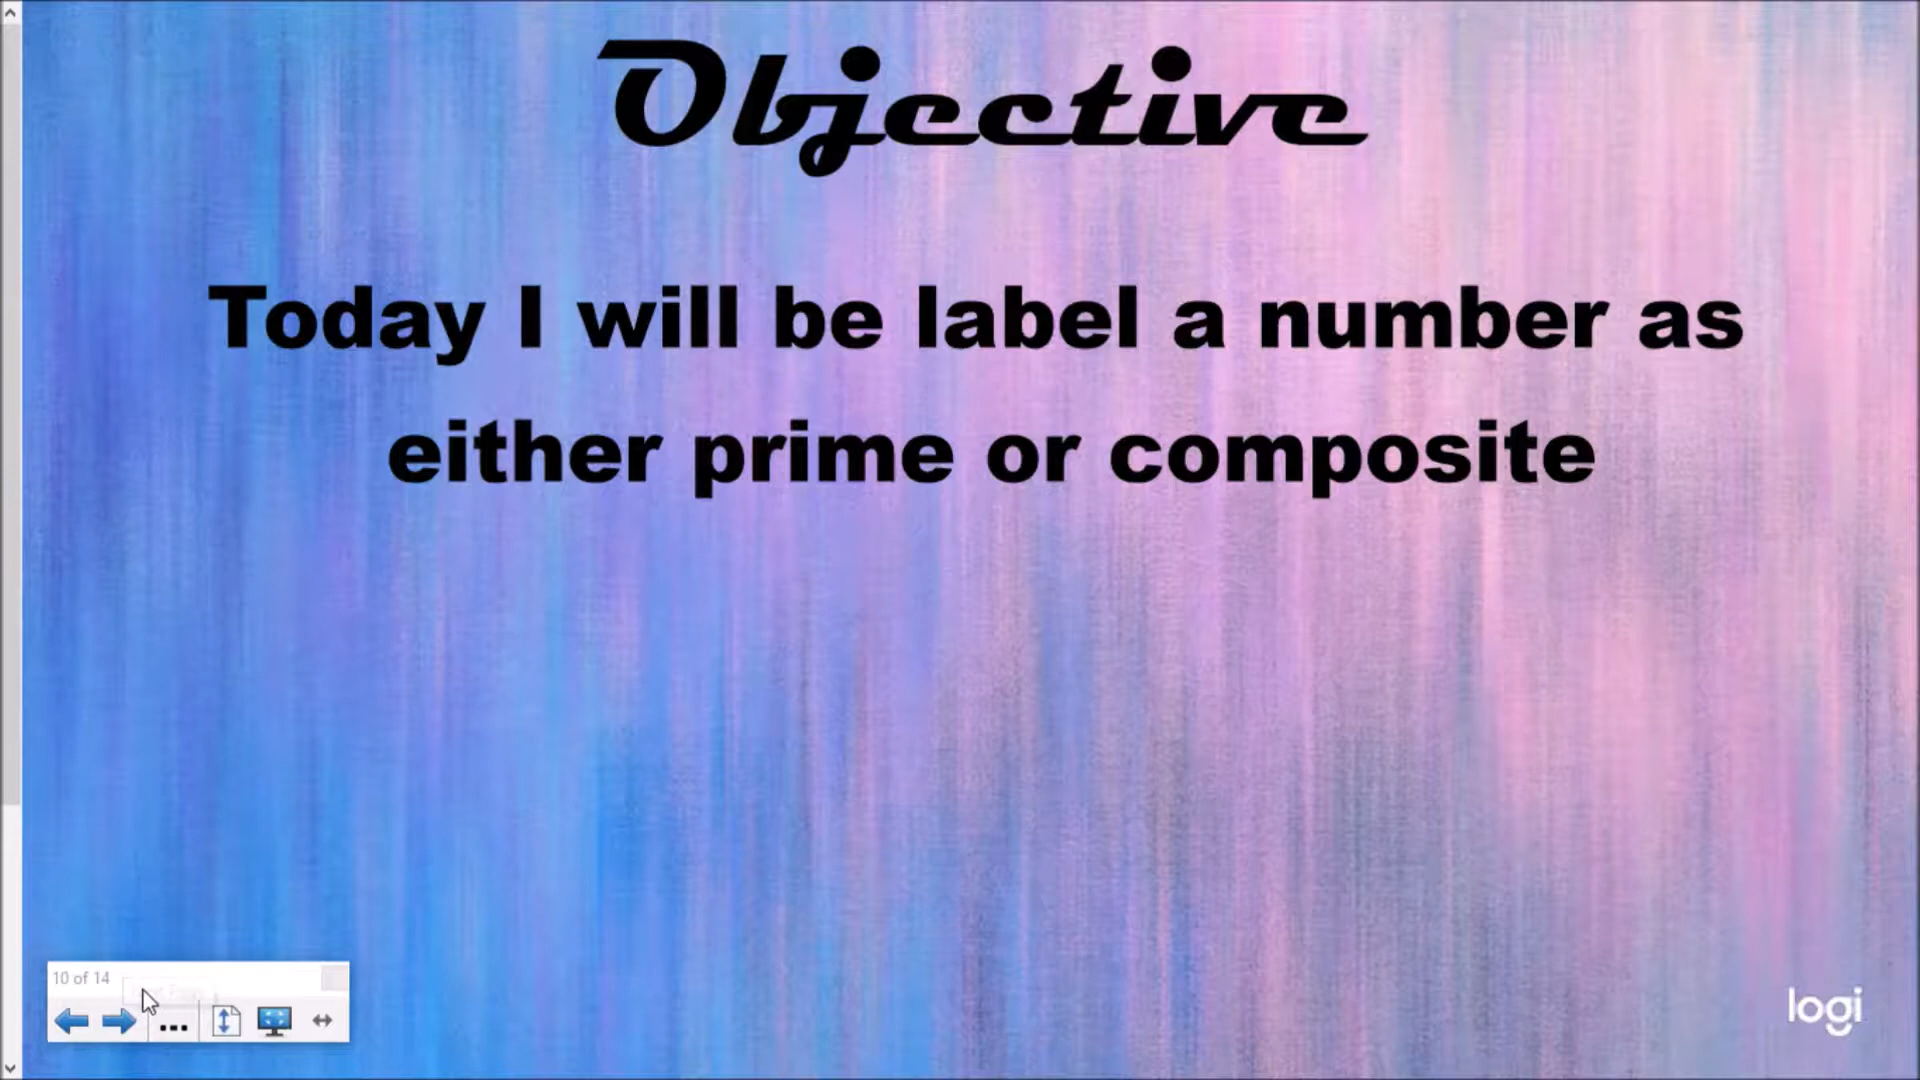 Objective
Today I will be label a number as
either prime or composite
10 of 14
logi